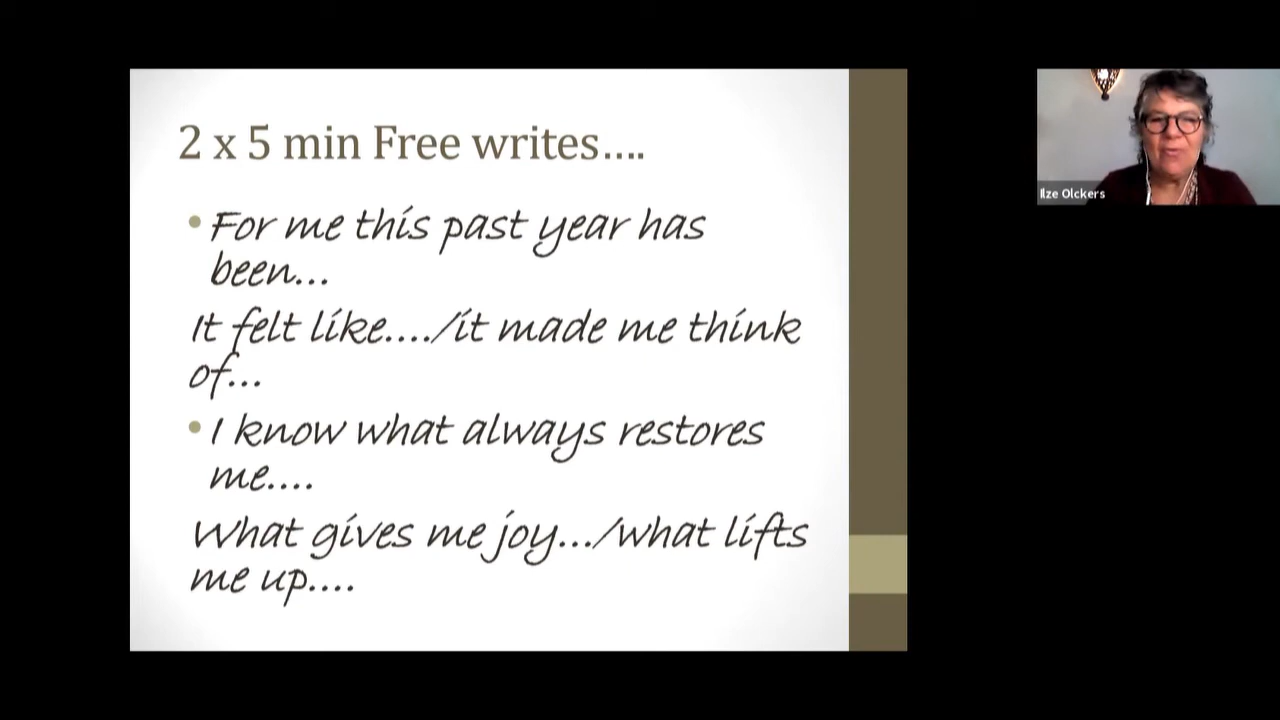 2 x 5 min Free writes....
• For me this past year has
been...
It felt like..../it made me think
of...
• I know what always restores
me....
What gives me joy.../what lifts
me up....
Ilze Olckers